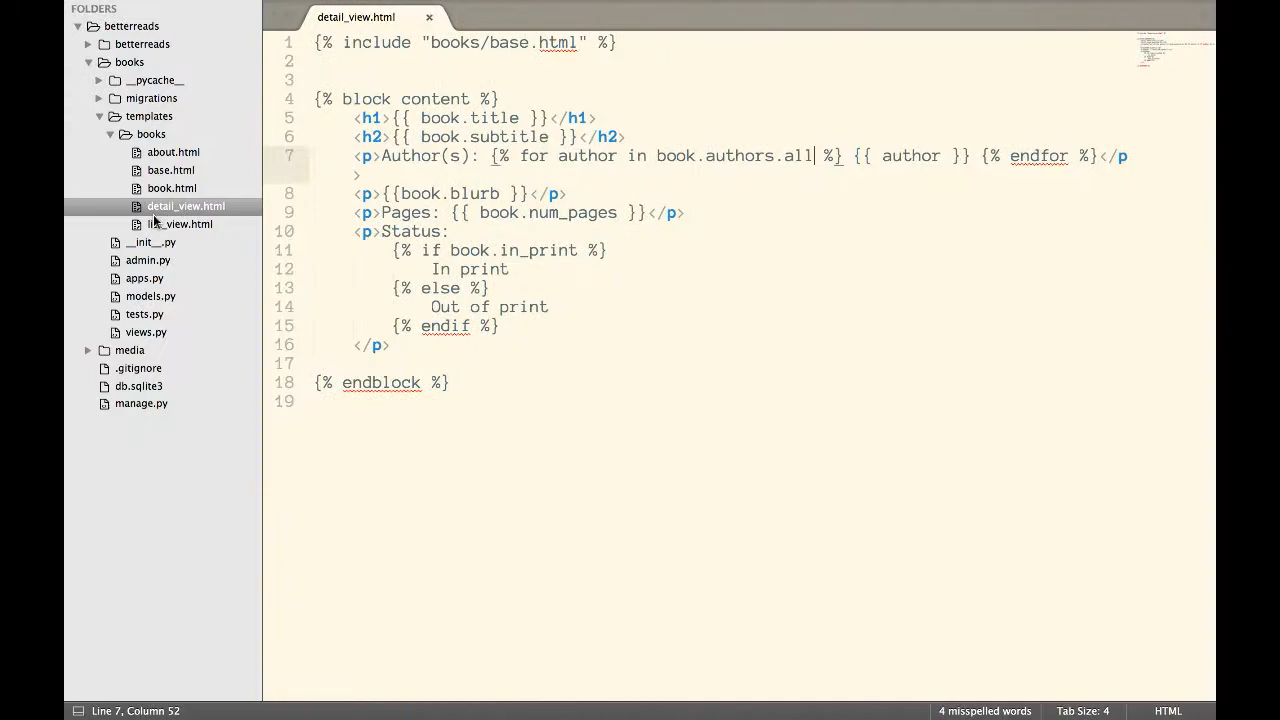 FOLDERS
betterreads
betterreads
books
__pycache__
migrations
templates
books
about.html
base.html
book.html
detail_view.html
view.html
__init__.py
admin.py
apps.py
models.py
tests.py
views.py
media
.gitignore
db.sqlite3
manage.py
detail_view.html ×
1 {% include "books/base.html" %}
2
3
4 {% block content %}
5 <h1>{{ book.title }}</h1>
6 <h2>{{ book.subtitle }}</h2>
7 <p>Author(s): {% for author in book.authors.all %} {{ author }} {% endfor %}</p
>
8 <p>{{book.blurb }}</p>
9 <p>Pages: {{ book.num_pages }}</p>
10 <p>Status:
11 {% if book.in_print %}
12 In print
13 {% else %}
14 Out of print
15 {% endif %}
16 </p>
17
18 {% endblock %}
19
Line 7, Column 52
4 misspelled words
Tab Size: 4
HTML